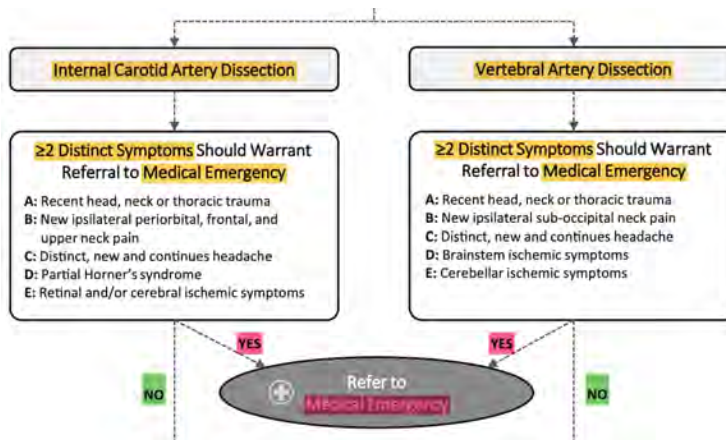 Internal Carotid Artery Dissection
≥2 Distinct Symptoms Should Warrant
Referral to Medical Emergency
A: Recent head, neck or thoracic trauma
B: New ipsilateral periorbital, frontal, and
upper neck pain
C: Distinct, new and continues headache
D: Partial Horner's syndrome
E: Retinal and/or cerebral ischemic symptoms
Vertebral Artery Dissection
≥2 Distinct Symptoms Should Warrant
Referral to Medical Emergency
A: Recent head, neck or thoracic trauma
B: New ipsilateral sub-occipital neck pain
C: Distinct, new and continues headache
D: Brainstem ischemic symptoms
E: Cerebellar ischemic symptoms
YES
YES
NO
Refer to
Medical Emergency
NO